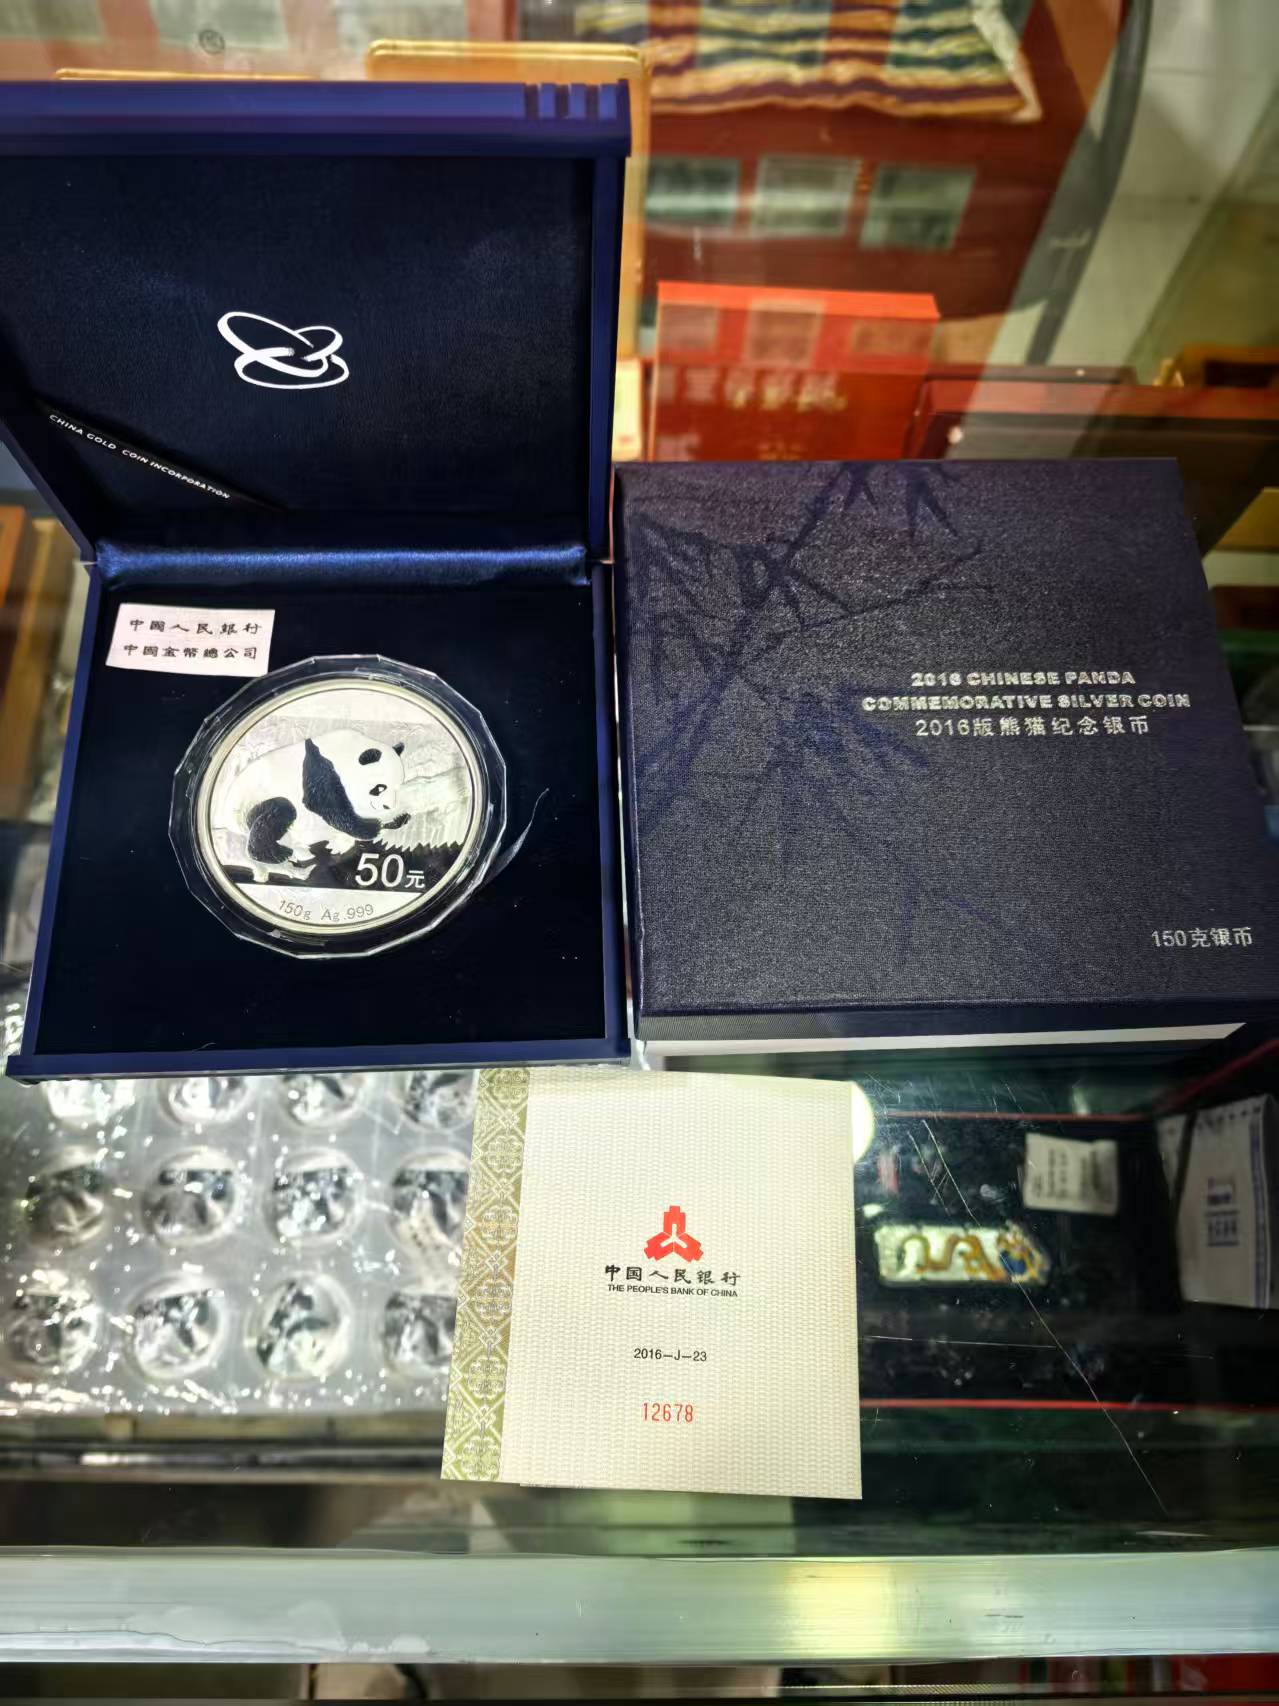 CHINA GOLD COIN INCORPORATION
中國人民銀行
中國金幣總公司
50元
150g Ag.999
2016 CHINESE PANDA
COMMEMORATIVE SILVER COIN
2016版熊猫纪念银币
150克银币
中国人民银行
THE PEOPLE'S BANK OF CHINA
2016-J-23
12678